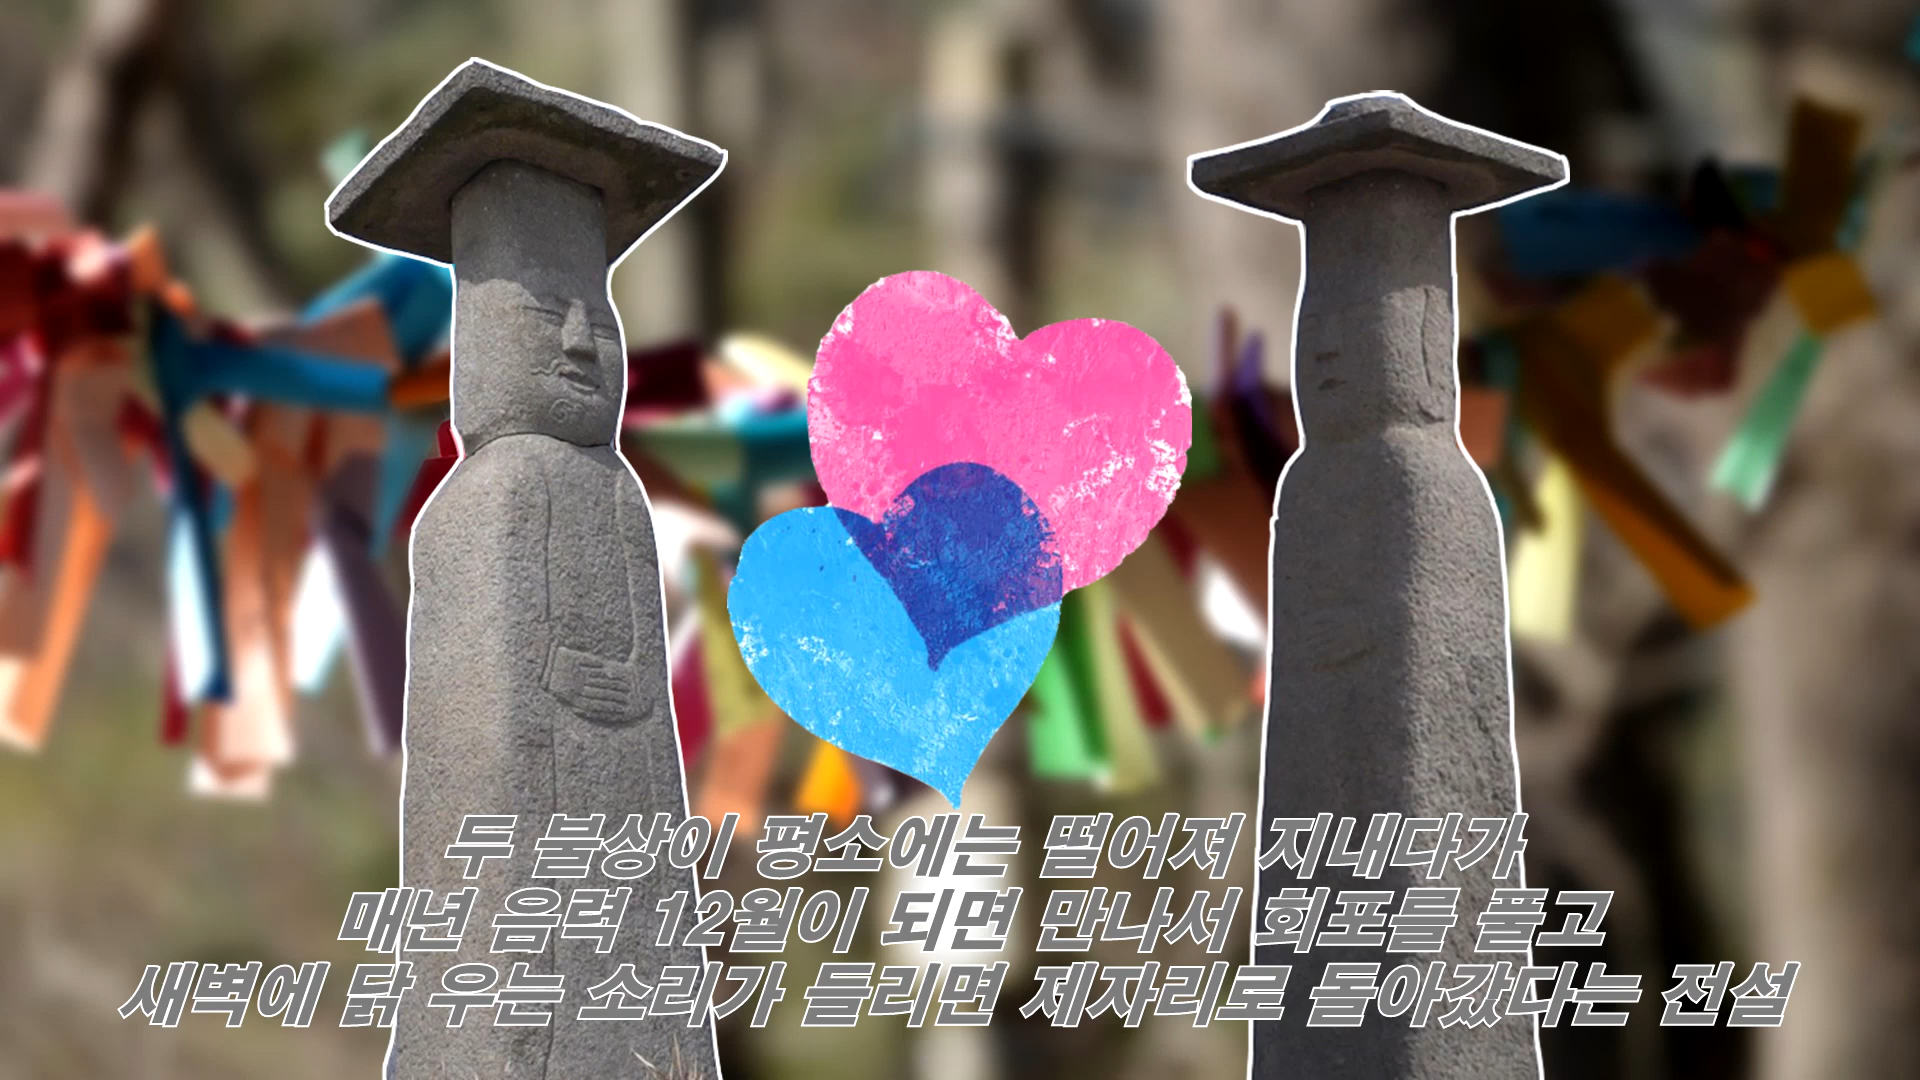 두 불상이 평소에는 떨어져 지내다가
매년 음력 12월이 되면 만나서 회포를 풀고
새벽에 닭 우는 소리가 들리면 제자리로 돌아갔다는 전설